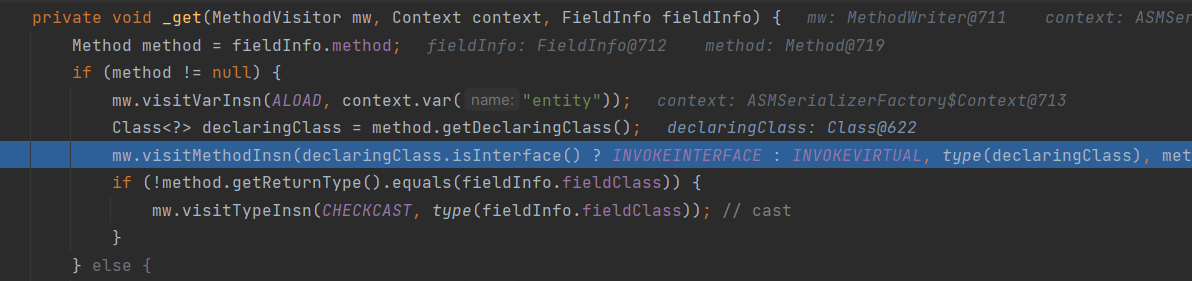 private void _get(MethodVisitor mw, Context context, FieldInfo fieldInfo) {   mw: MethodWriter@711   context: ASMSe
Method method = fieldInfo.method;   fieldInfo: FieldInfo@712   method: Method@719
if (method != null) {
mw.visitVarInsn(ALOAD, context.var( name: "entity"));   context: ASMSerializerFactory$Context@713
Class<?> declaringClass = method.getDeclaringClass();   declaringClass: Class@622
mw.visitMethodInsn(declaringClass.isInterface() ? INVOKEINTERFACE : INVOKEVIRTUAL, type(declaringClass), met
if (!method.getReturnType().equals(fieldInfo.fieldClass)) {
mw.visitTypeInsn(CHECKCAST, type(fieldInfo.fieldClass)); // cast
}
} else {